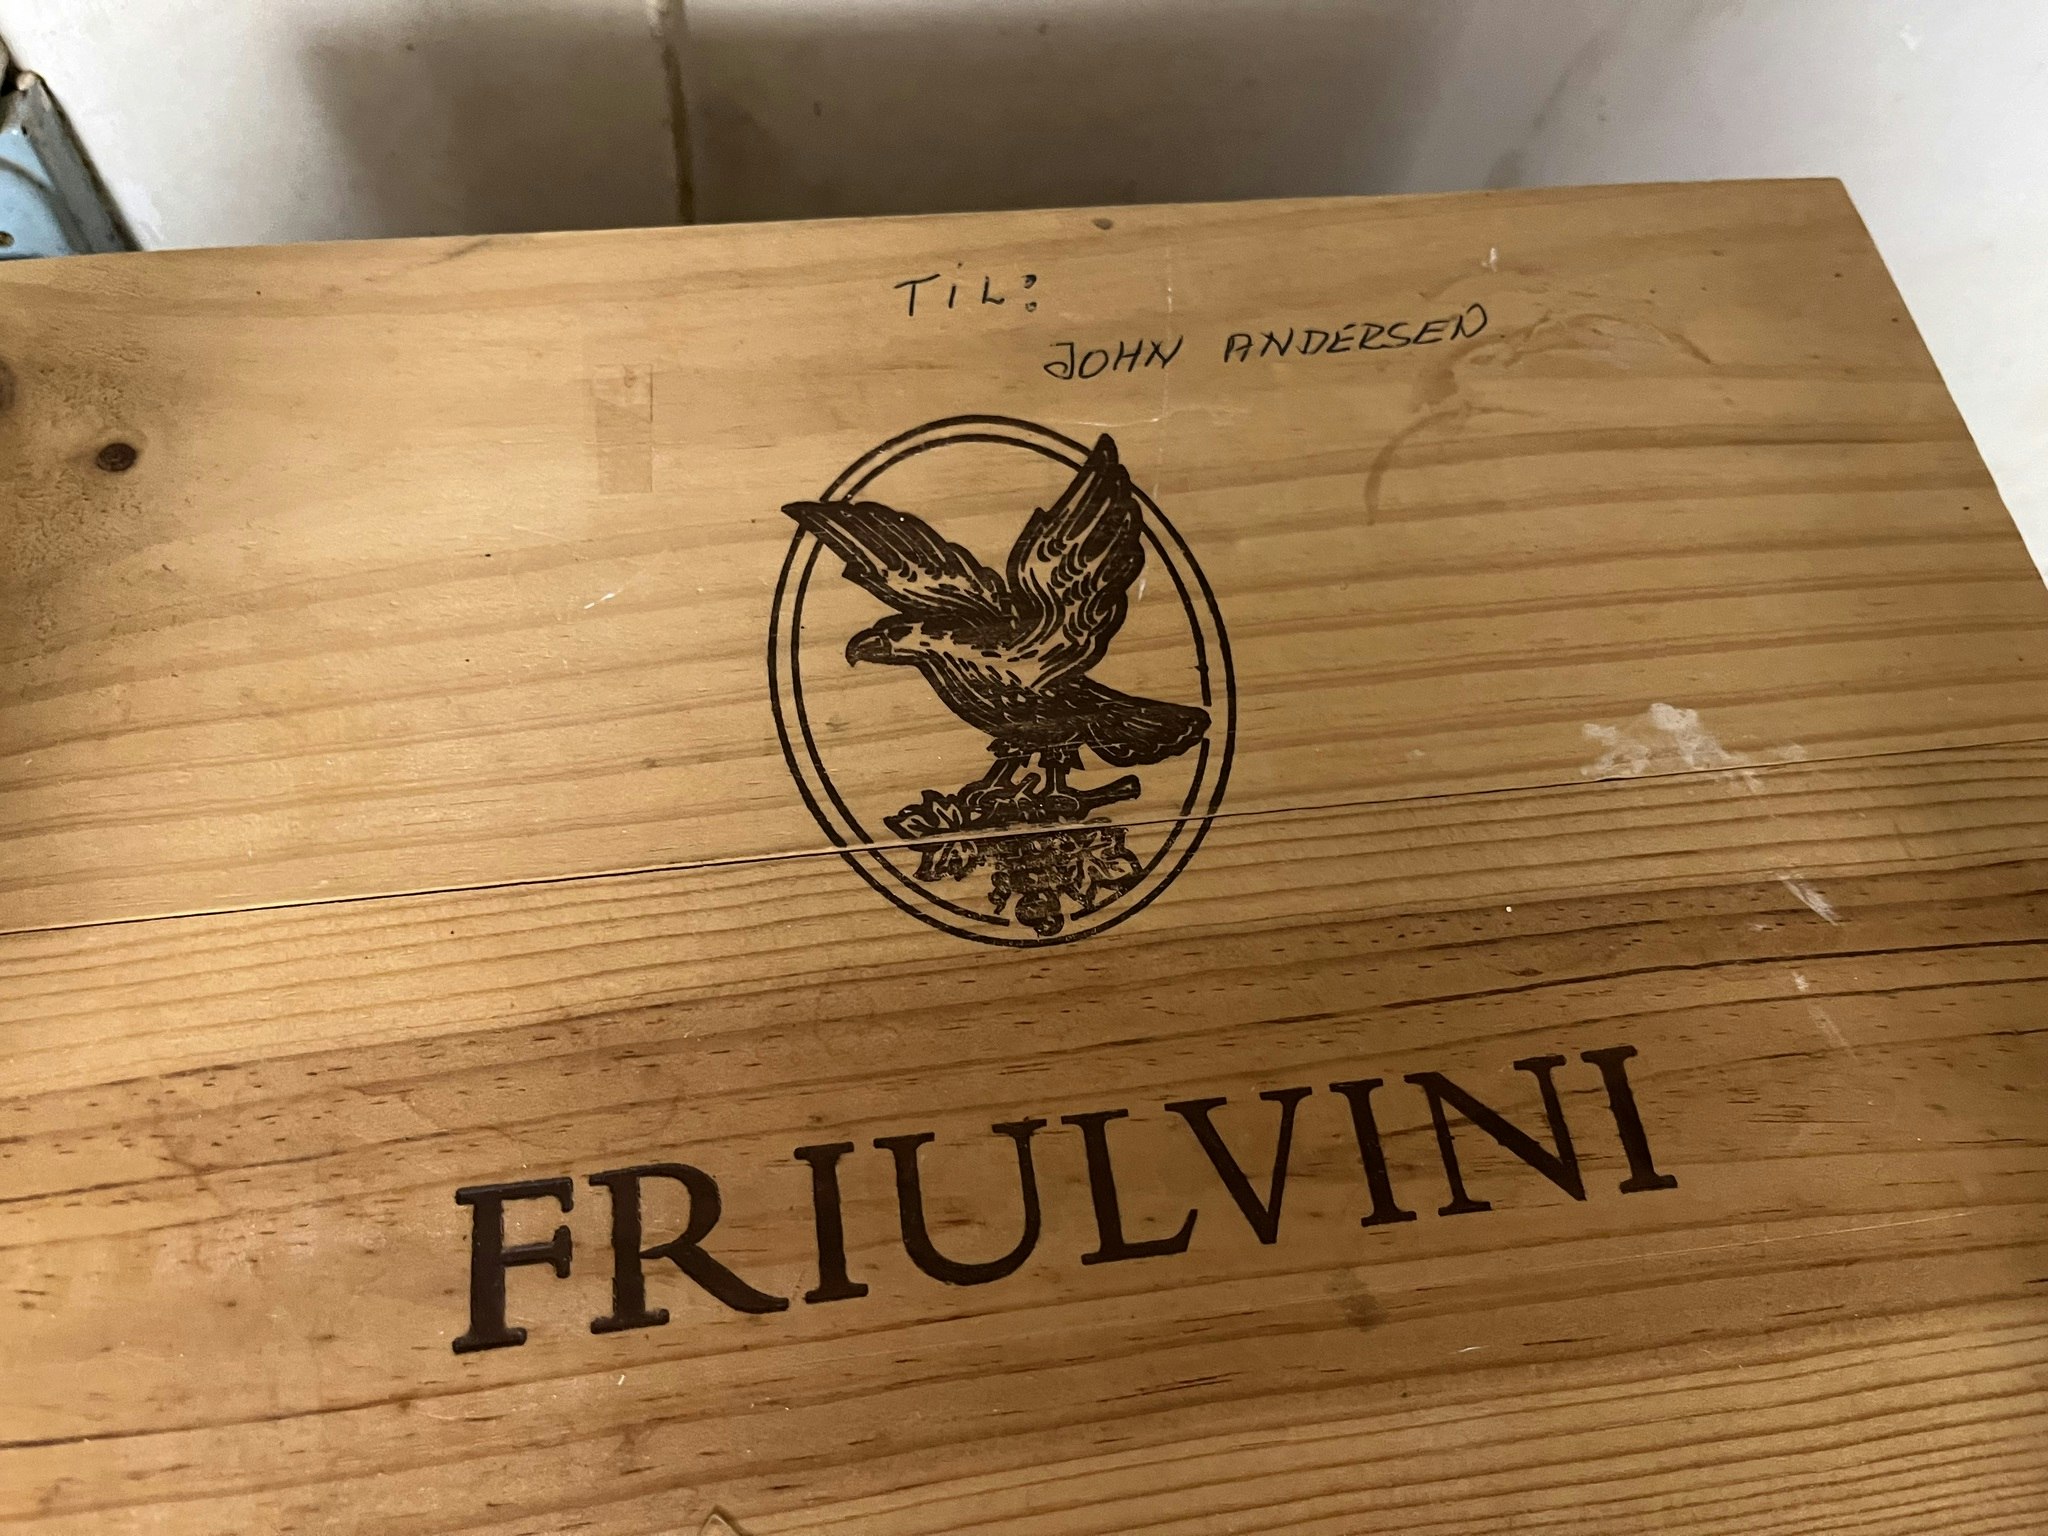 TiL:
JOHN ANDERSEN
FRIULVINI